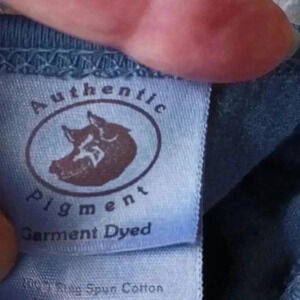 Authentic
Pigment
Garment Dyed
Ring Spun Cotton